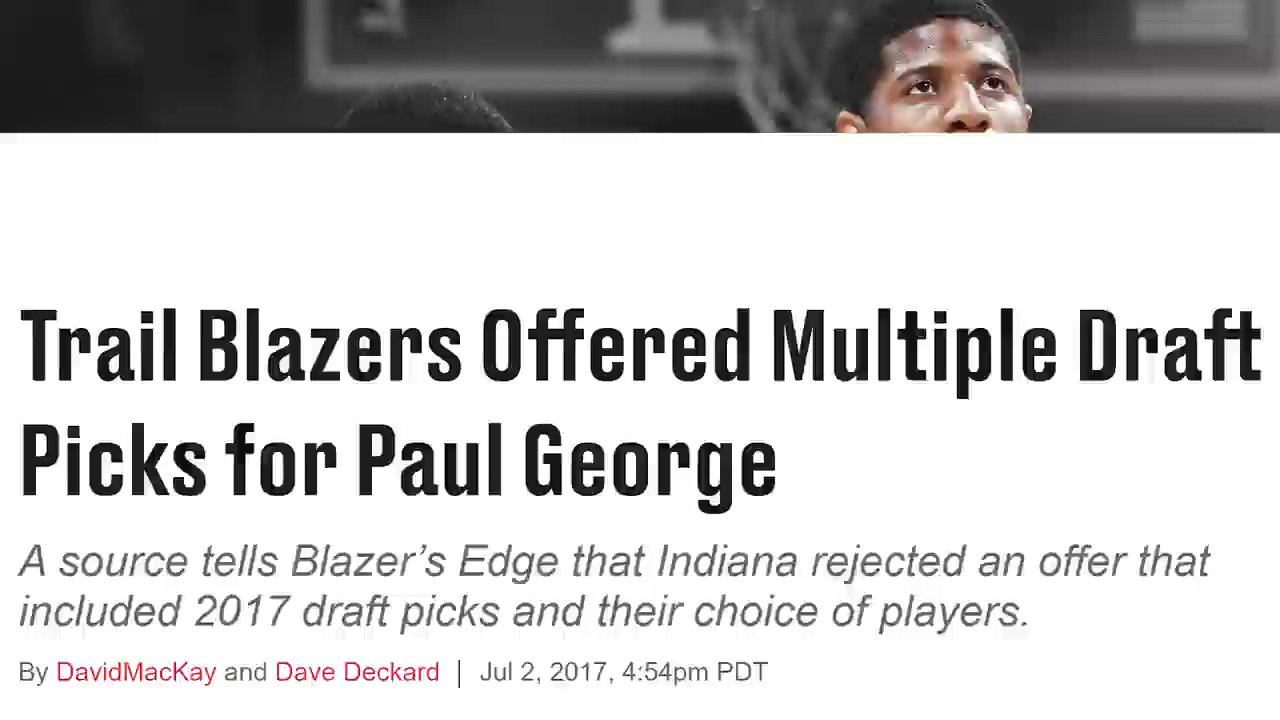 Trail Blazers Offered Multiple Draft
Picks for Paul George
A source tells Blazer’s Edge that Indiana rejected an offer that
included 2017 draft picks and their choice of players.
By DavidMacKay and Dave Deckard | Jul 2, 2017, 4:54pm PDT